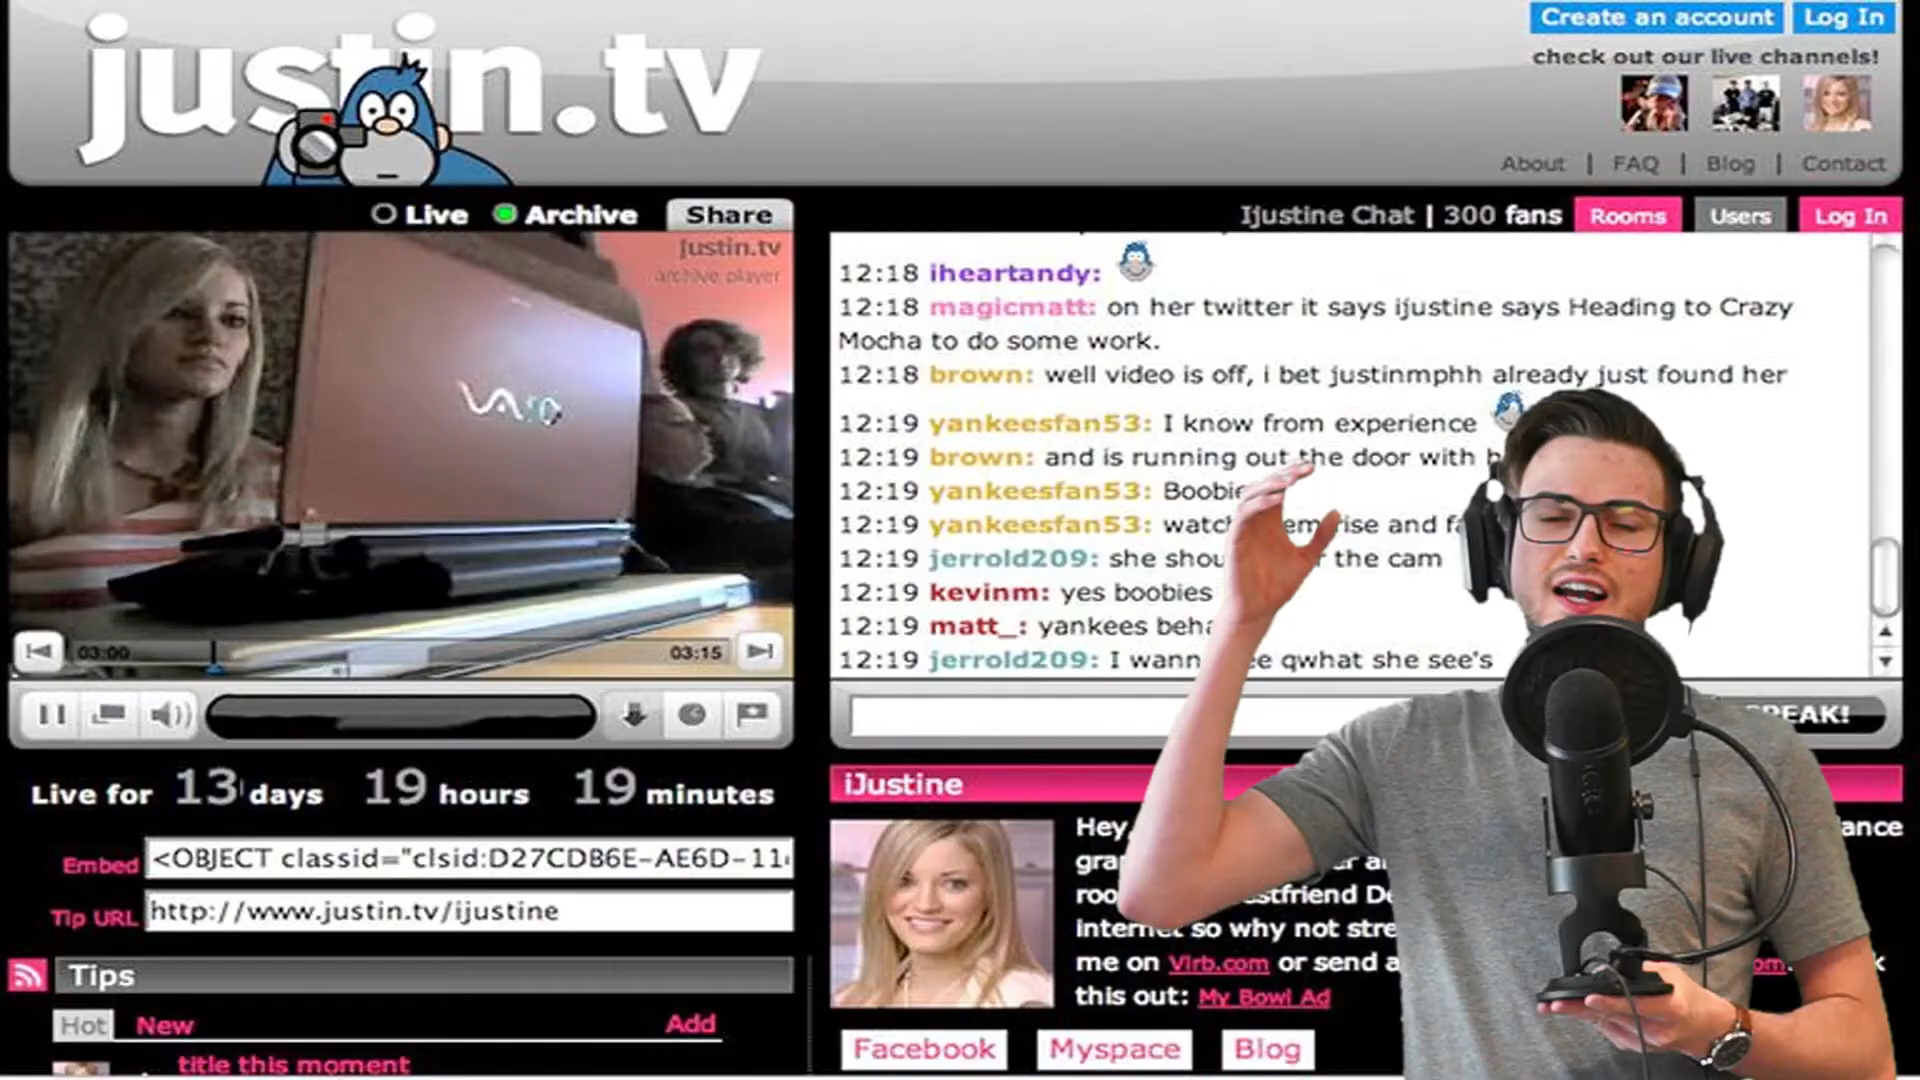 justin.tv
Create an account
Log In
check out our live channels!
About | FAQ | Blog | Contact
Live
Archive
Share
Justin.tv
archive player
VAIO
03:00
03:15
Ijustine Chat | 300 fans
Rooms
Users
Log In
12:18 iheartandy:
12:18 magicmatt: on her twitter it says ijustine says Heading to Crazy
Mocha to do some work.
12:18 brown: well video is off, i bet justinmphh already just found her
12:19 yankeesfan53: I know from experience
12:19 brown: and is running out the door with
12:19 yankeesfan53:
12:19 yankeesfan53: rise and
12:19 jerrold209: she the cam
12:19 kevinm: yes boobies
12:19 matt_: yankees
12:19 jerrold209: I qwhat she see's
Live for 13 days 19 hours 19 minutes
Embed <OBJECT classid="clsid:D27CDB6E-AE6D-11
Tip URL http://www.justin.tv/ijustine
Tips
Hot New Add
title this moment
iJustine
Hey,
internet so why not
me on Virb.com or send a
this out: My Bowl Ad
Facebook
Myspace
Blog